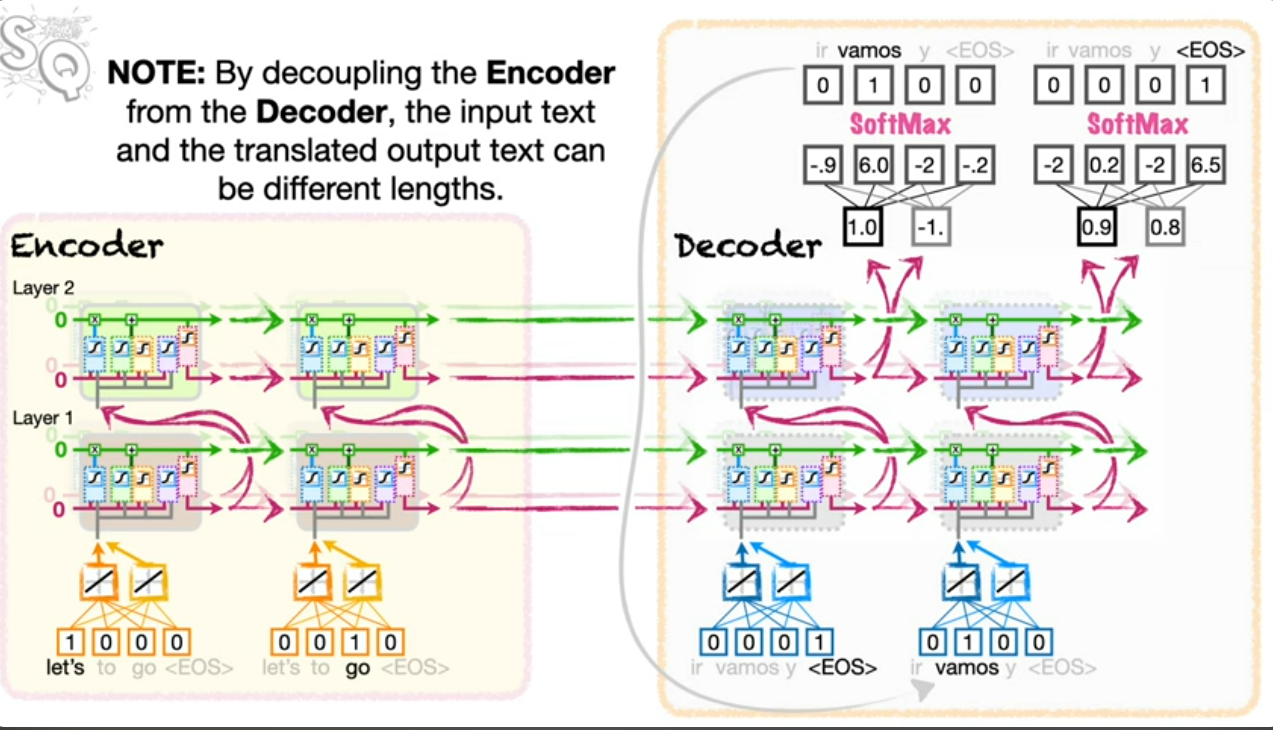 SQ
NOTE: By decoupling the Encoder
from the Decoder, the input text
and the translated output text can
be different lengths.
Encoder
Layer 2
0
0
0
0
Layer 1
0
0
0
0
1 0 0 0
let's to go <EOS>
0 0 1 0
let's to go <EOS>
ir vamos y <EOS>
0 1 0 0
SoftMax
-.9 6.0 -2 -.2
1.0 -1.
ir vamos y <EOS>
0 0 0 1
SoftMax
-2 0.2 -2 6.5
0.9 0.8
Decoder
0 0 0 1
ir vamos y <EOS>
0 1 0 0
ir vamos y <EOS>